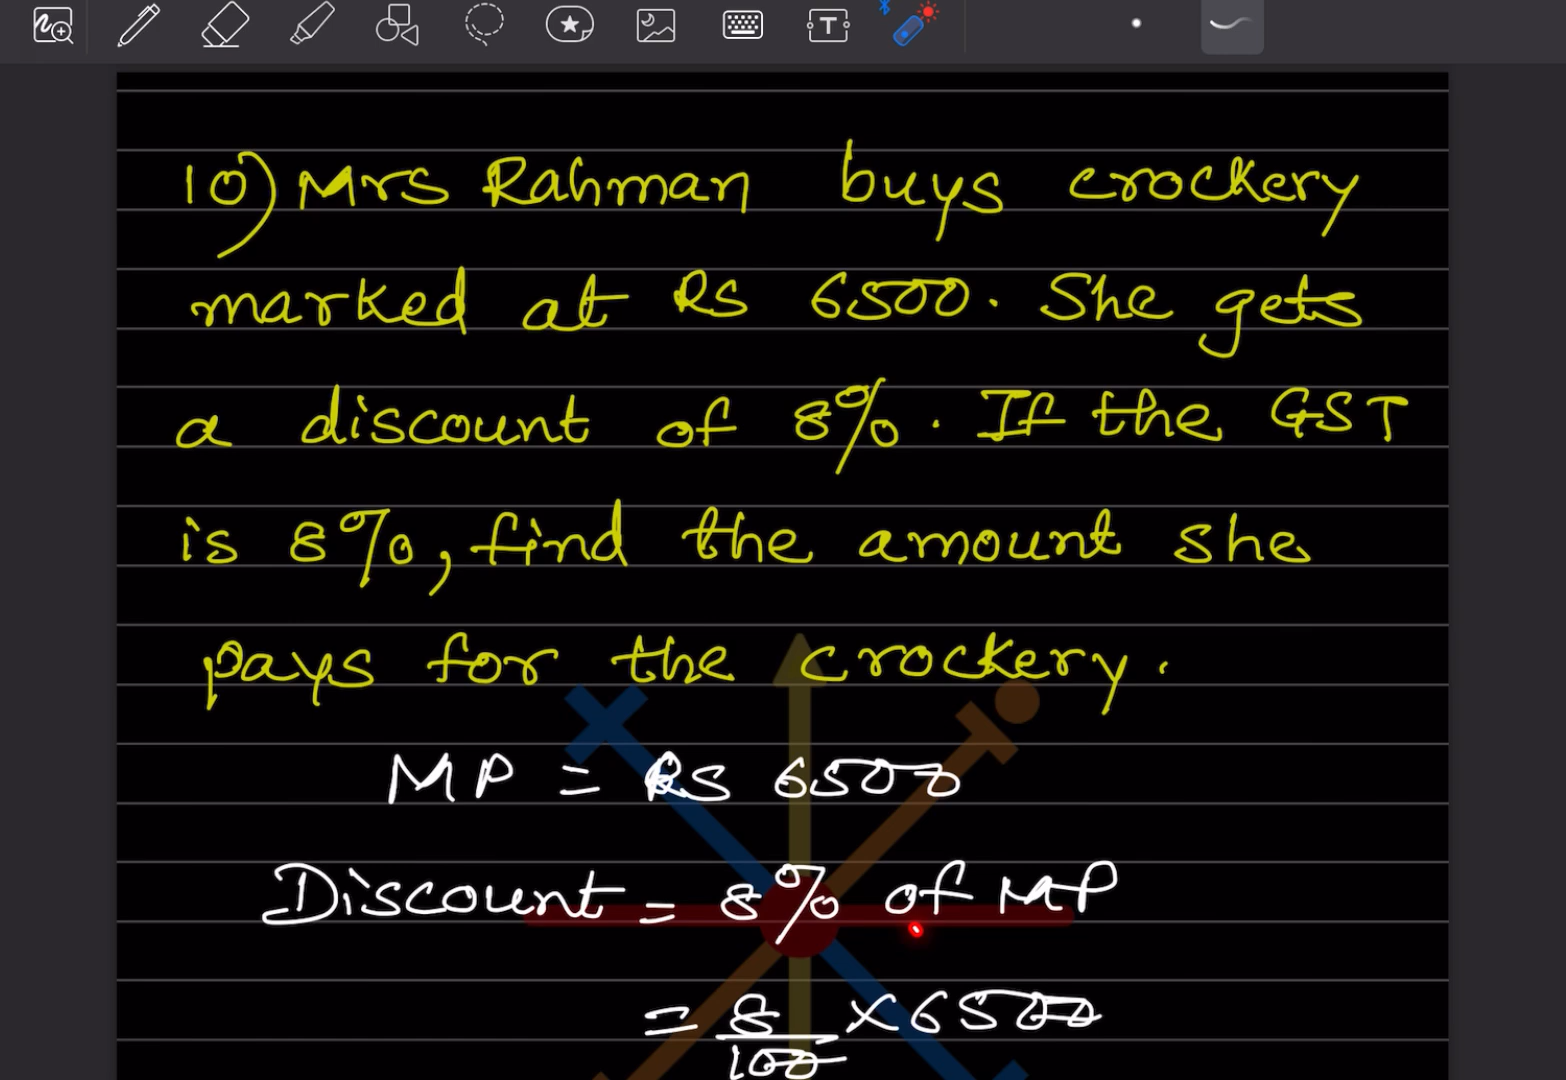 10) Mrs Rahman buys crockery
marked at Rs 6500. She gets
a discount of 8%. If the GST
is 8%, find the amount she
pays for the crockery.
MP = Rs 6500
Discount = 8% of MP
= 8/100 × 6500